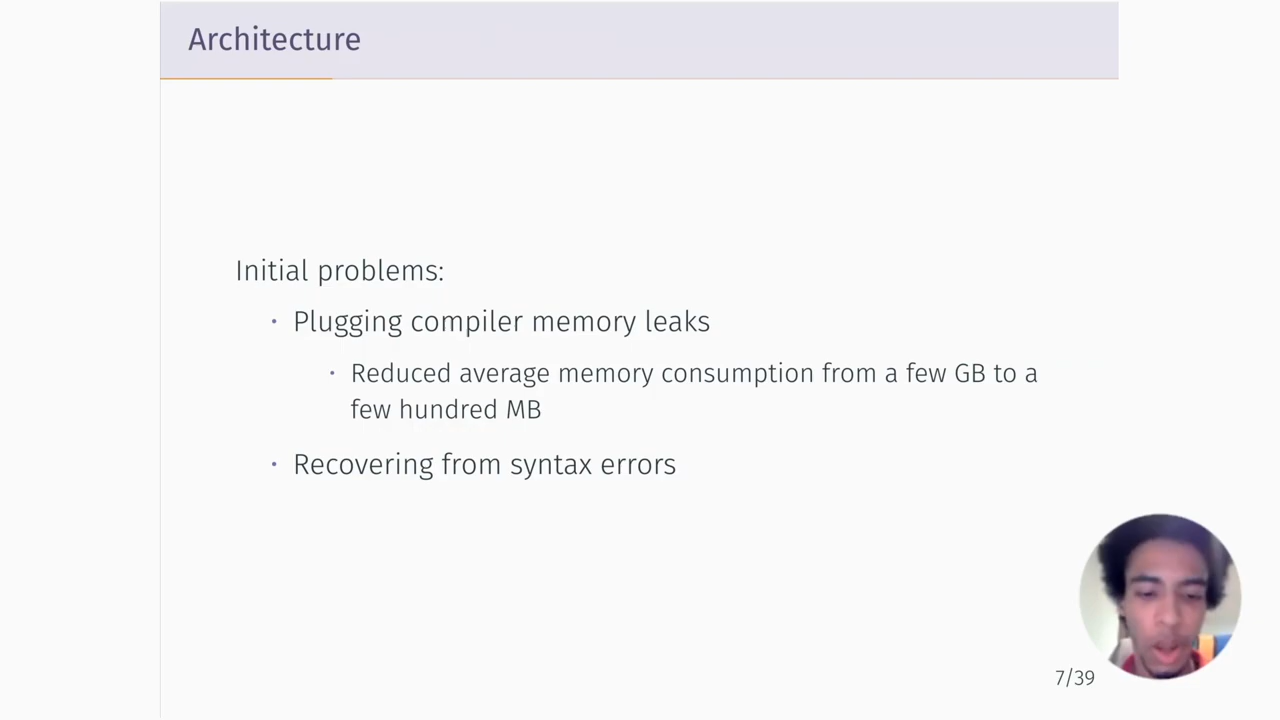 Architecture
Initial problems:
· Plugging compiler memory leaks
· Reduced average memory consumption from a few GB to a
few hundred MB
· Recovering from syntax errors
7/39